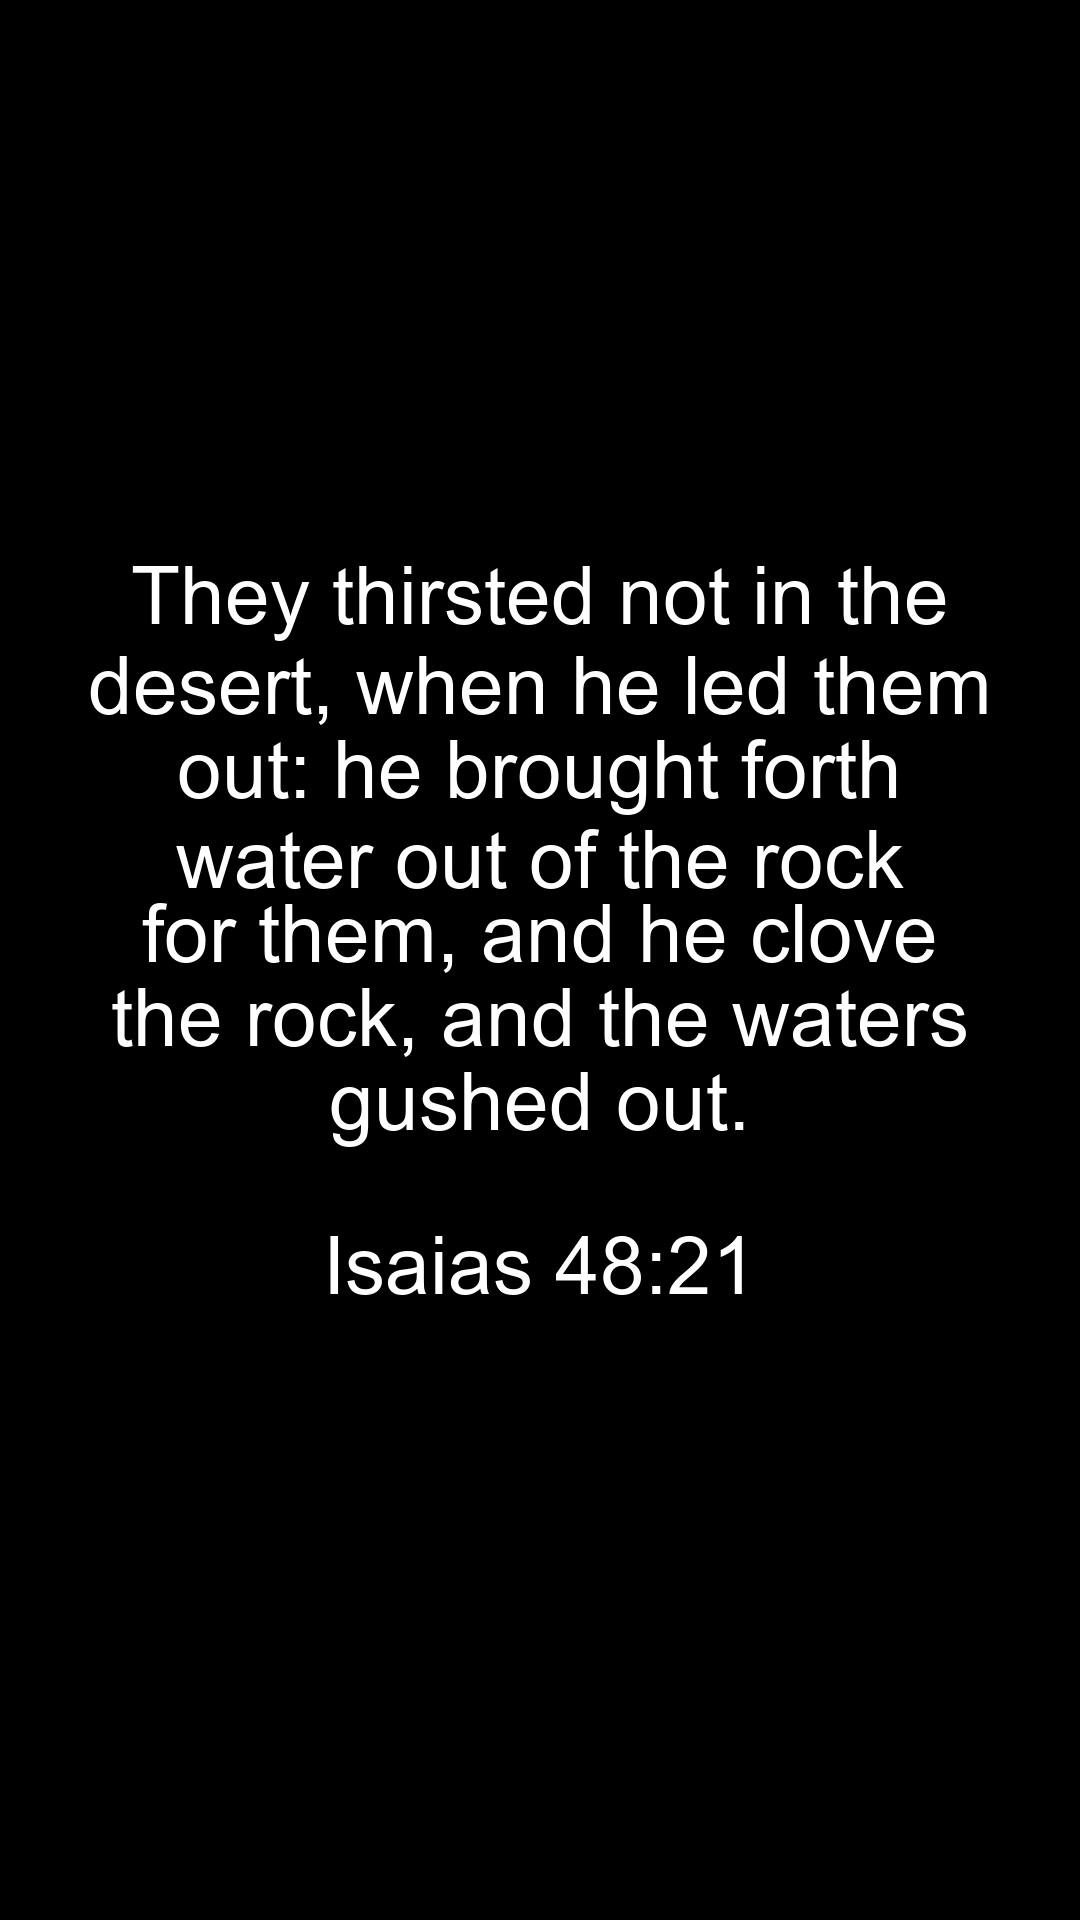 They thirsted not in the
desert, when he led them
out: he brought forth
water out of the rock
for them, and he clove
the rock, and the waters
gushed out.
Isaias 48:21